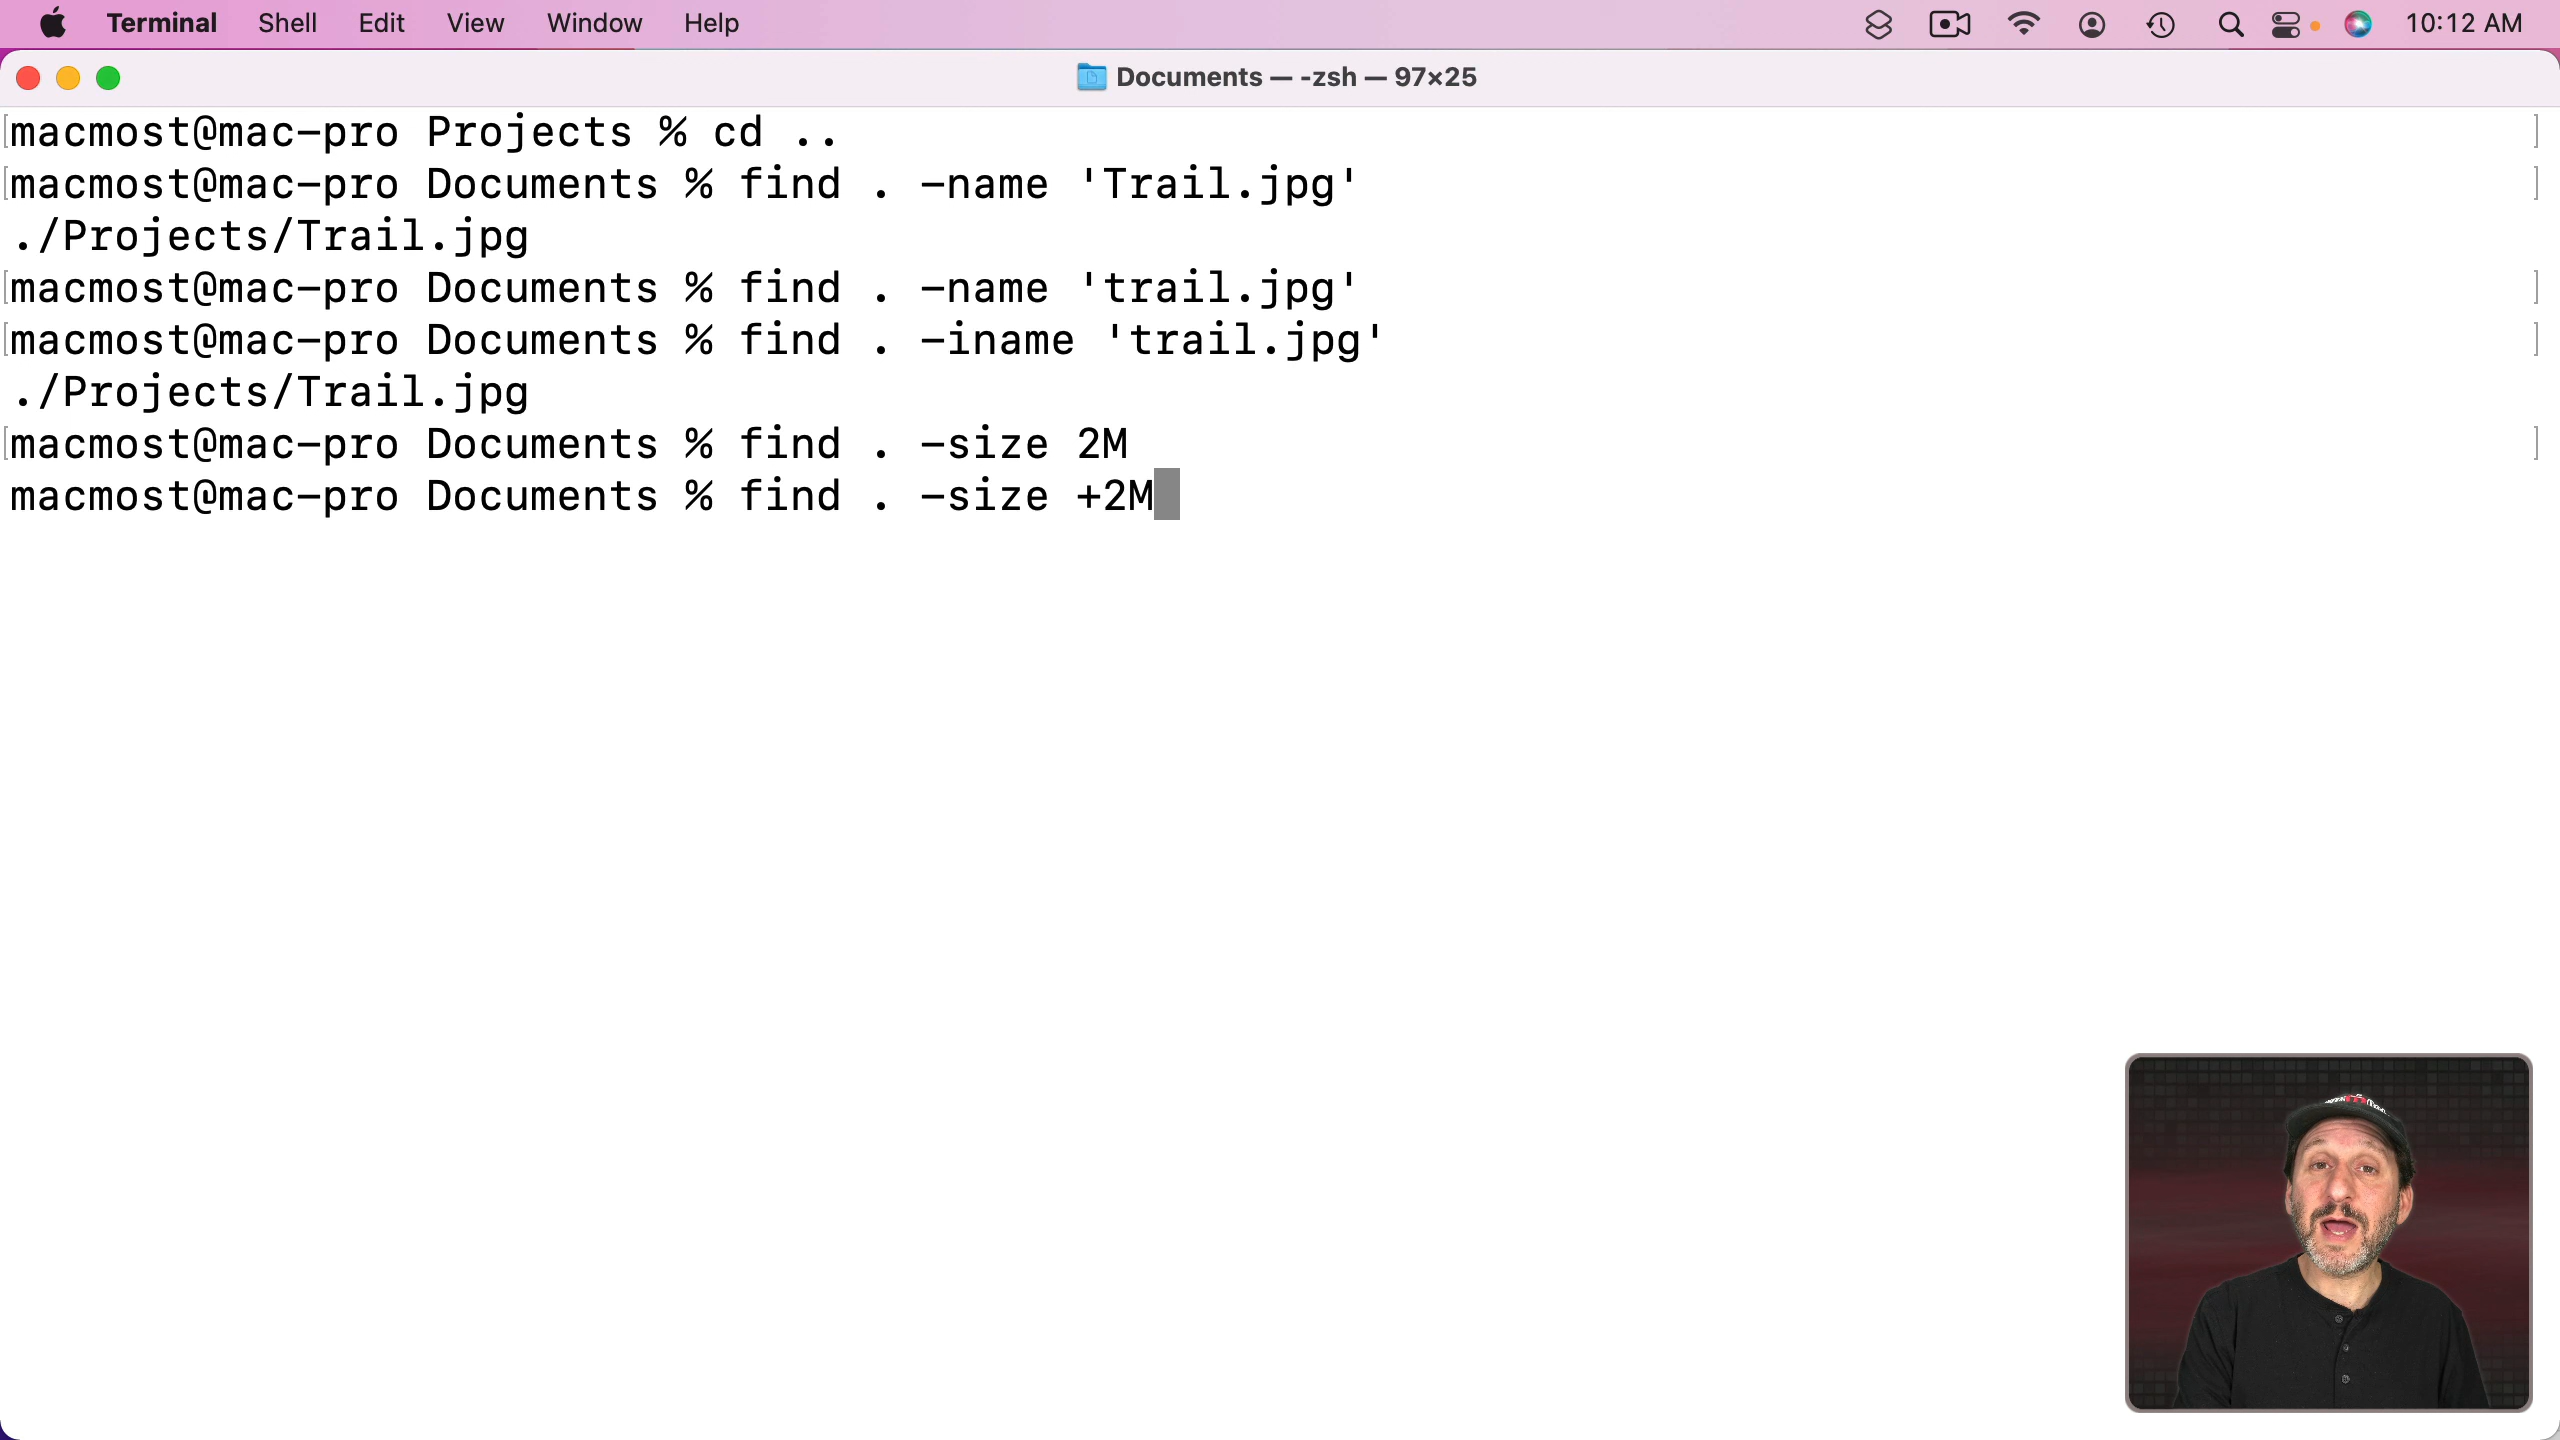 Terminal Shell Edit View Window Help 10:12 AM
Documents — -zsh — 97×25
macmost@mac-pro Projects % cd ..
macmost@mac-pro Documents % find . -name 'Trail.jpg'
./Projects/Trail.jpg
macmost@mac-pro Documents % find . -name 'trail.jpg'
macmost@mac-pro Documents % find . -iname 'trail.jpg'
./Projects/Trail.jpg
macmost@mac-pro Documents % find . -size 2M
macmost@mac-pro Documents % find . -size +2M